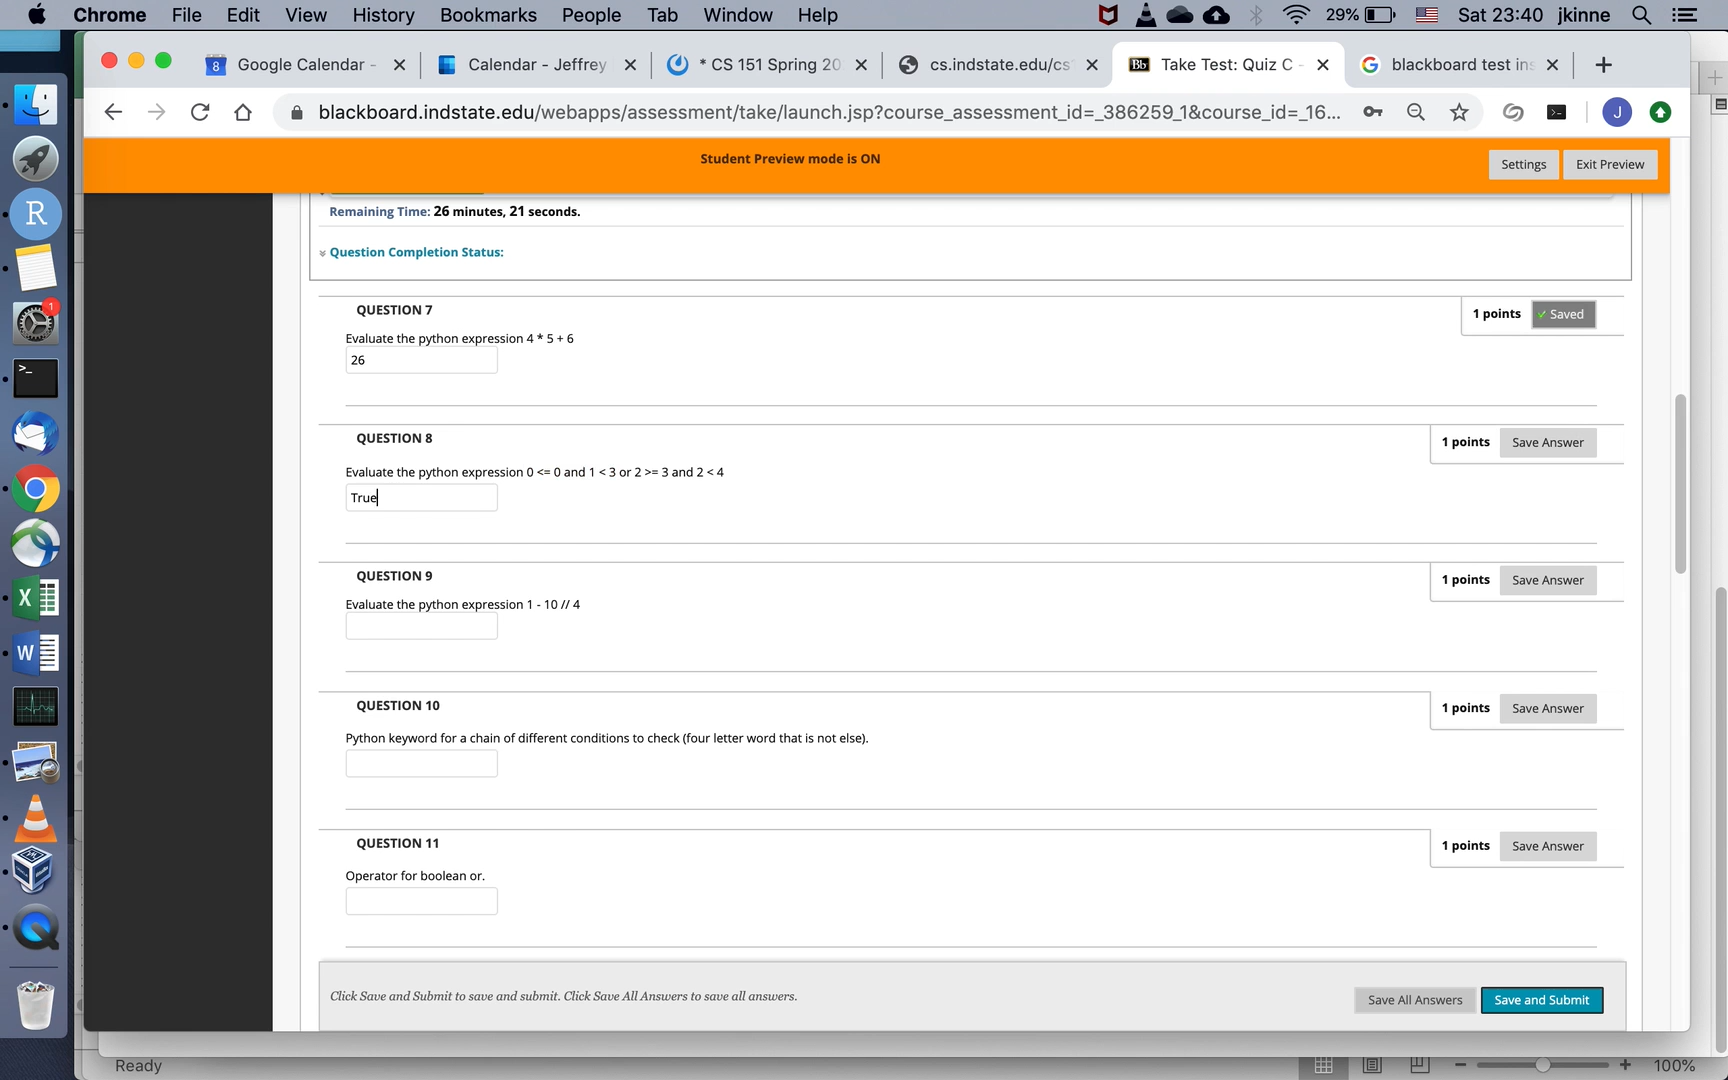 Chrome File Edit View History Bookmarks People Tab Window Help 29% Sat 23:40 jkinne
8 Google Calendar - Calendar - Jeffrey * CS 151 Spring 20 cs.indstate.edu/cs Bb Take Test: Quiz C - G blackboard test ins
blackboard.indstate.edu/webapps/assessment/take/launch.jsp?course_assessment_id=_386259_1&course_id=_16... J
Student Preview mode is ON
Settings Exit Preview
Remaining Time: 26 minutes, 21 seconds.
Question Completion Status:
QUESTION 7
1 points Saved
Evaluate the python expression 4 * 5 + 6
26
QUESTION 8
1 points Save Answer
Evaluate the python expression 0 <= 0 and 1 < 3 or 2 >= 3 and 2 < 4
True
QUESTION 9
1 points Save Answer
Evaluate the python expression 1 - 10 // 4
QUESTION 10
1 points Save Answer
Python keyword for a chain of different conditions to check (four letter word that is not else).
QUESTION 11
1 points Save Answer
Operator for boolean or.
Click Save and Submit to save and submit. Click Save All Answers to save all answers.
Save All Answers Save and Submit
Ready
100%
R
1
>_
X
W